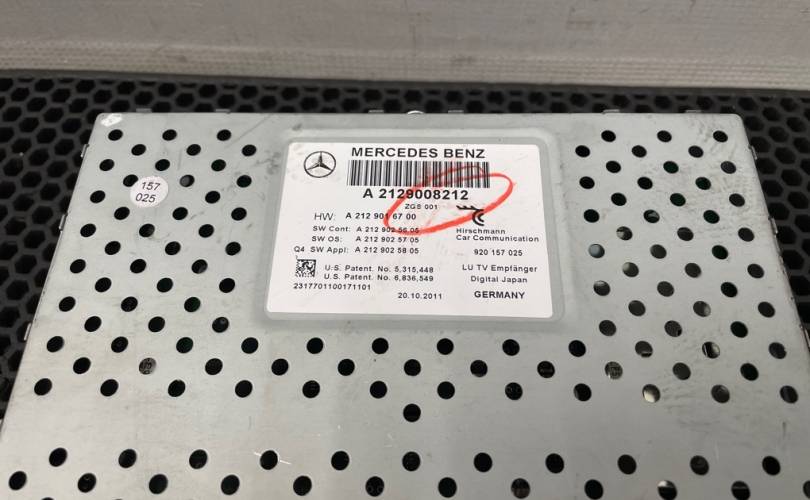 MERCEDES BENZ
A 2129008212
ZGS 001
HW: A 212 901 67 00
SW Cont: A 212 902 56 05
SW OS: A 212 902 57 05
Q4 SW Appl: A 212 902 58 05
Hirschmann
Car Communication
920 157 025
U.S. Patent. No. 5,315,448
U.S. Patent. No. 6,836,549
2317701100171101
LU TV Empfänger
Digital Japan
20.10.2011
GERMANY
157
025